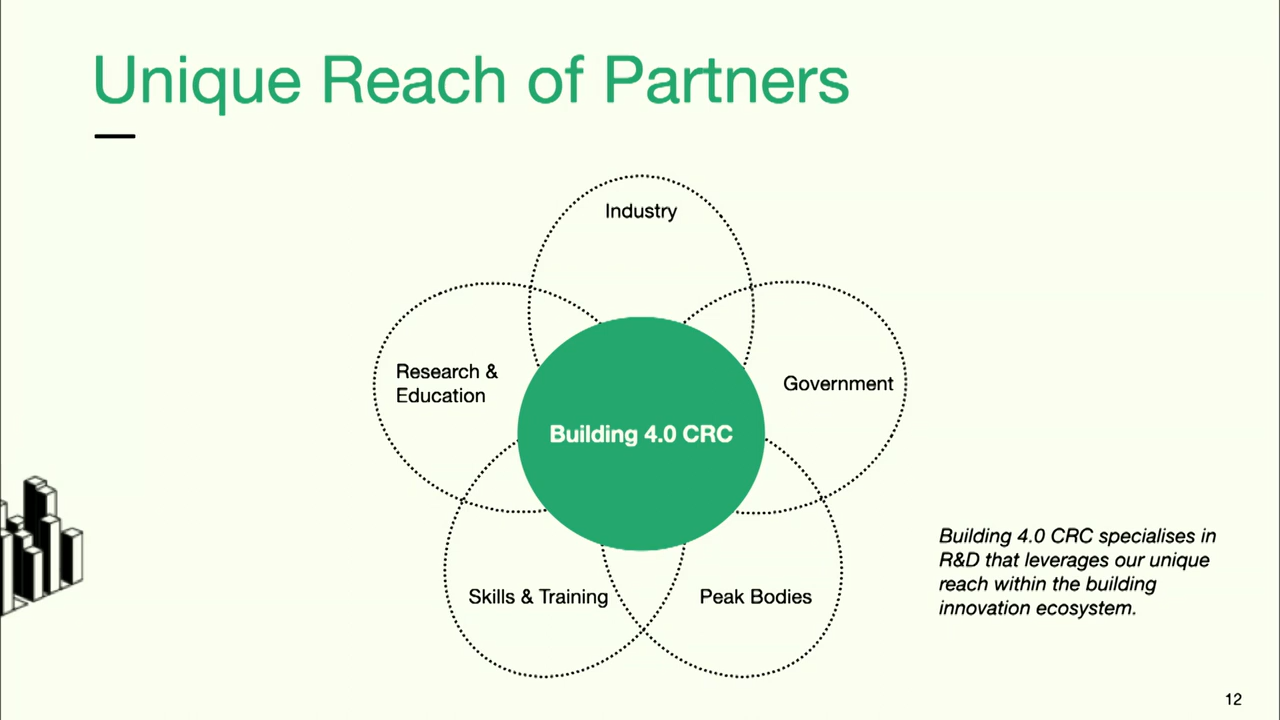 Unique Reach of Partners
Industry
Research &
Education
Government
Building 4.0 CRC
Skills & Training
Peak Bodies
Building 4.0 CRC specialises in
R&D that leverages our unique
reach within the building
innovation ecosystem.
12